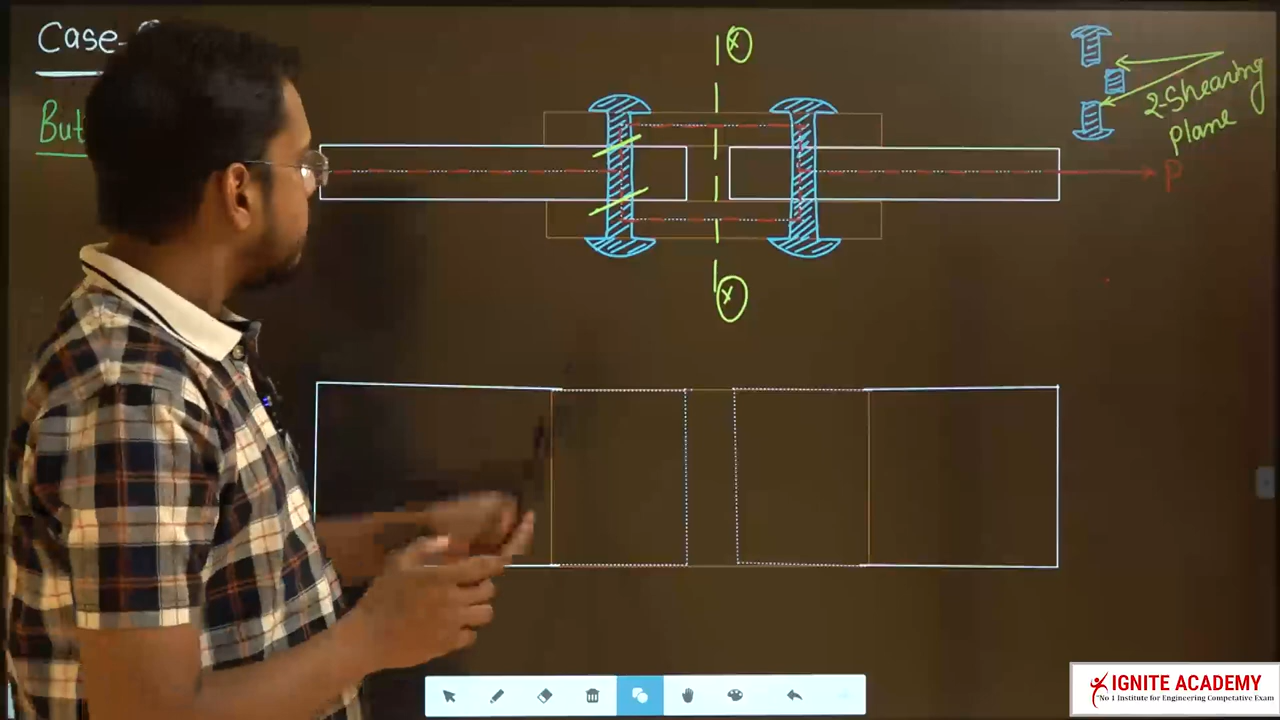 Case-
But
x
2-Shearing
plane
P
x
IGNITE ACADEMY
"No 1 Institute for Engineering Competative Exam